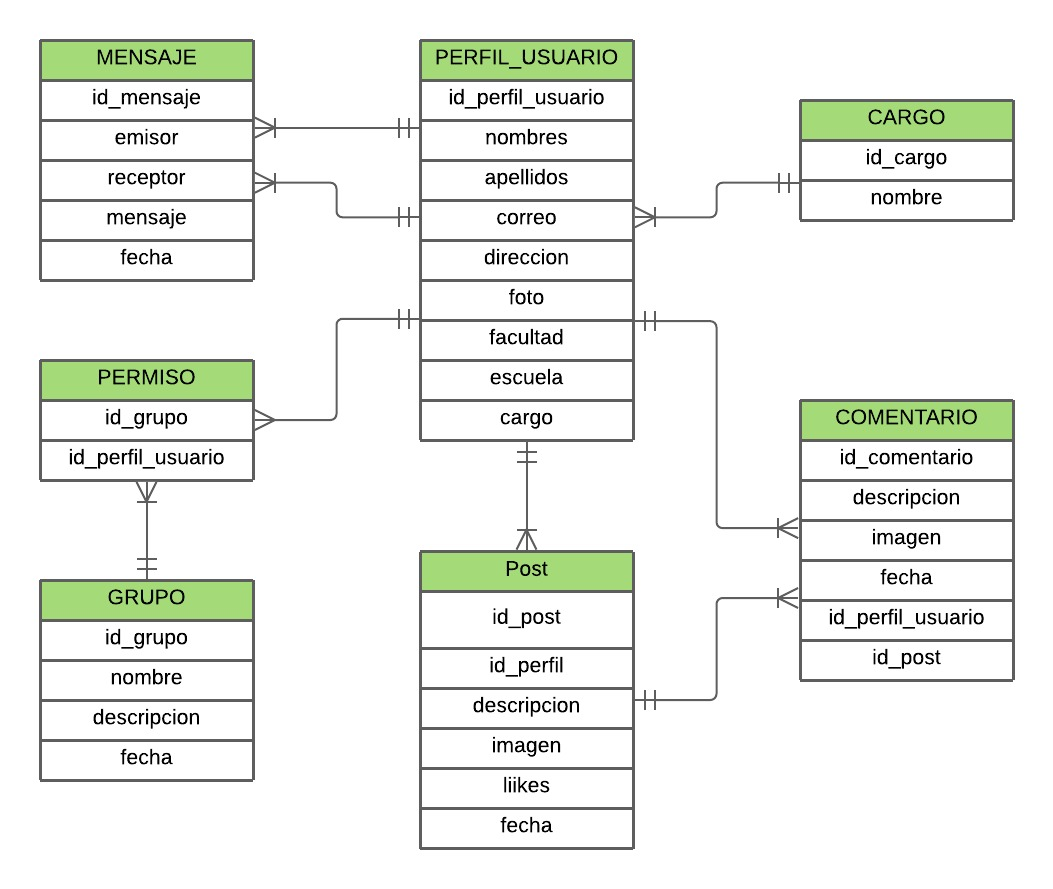 MENSAJE
id_mensaje
emisor
receptor
mensaje
fecha
PERFIL_USUARIO
id_perfil_usuario
nombres
apellidos
correo
direccion
foto
facultad
escuela
cargo
CARGO
id_cargo
nombre
PERMISO
id_grupo
id_perfil_usuario
COMENTARIO
id_comentario
descripcion
imagen
fecha
id_perfil_usuario
id_post
GRUPO
id_grupo
nombre
descripcion
fecha
Post
id_post
id_perfil
descripcion
imagen
liikes
fecha